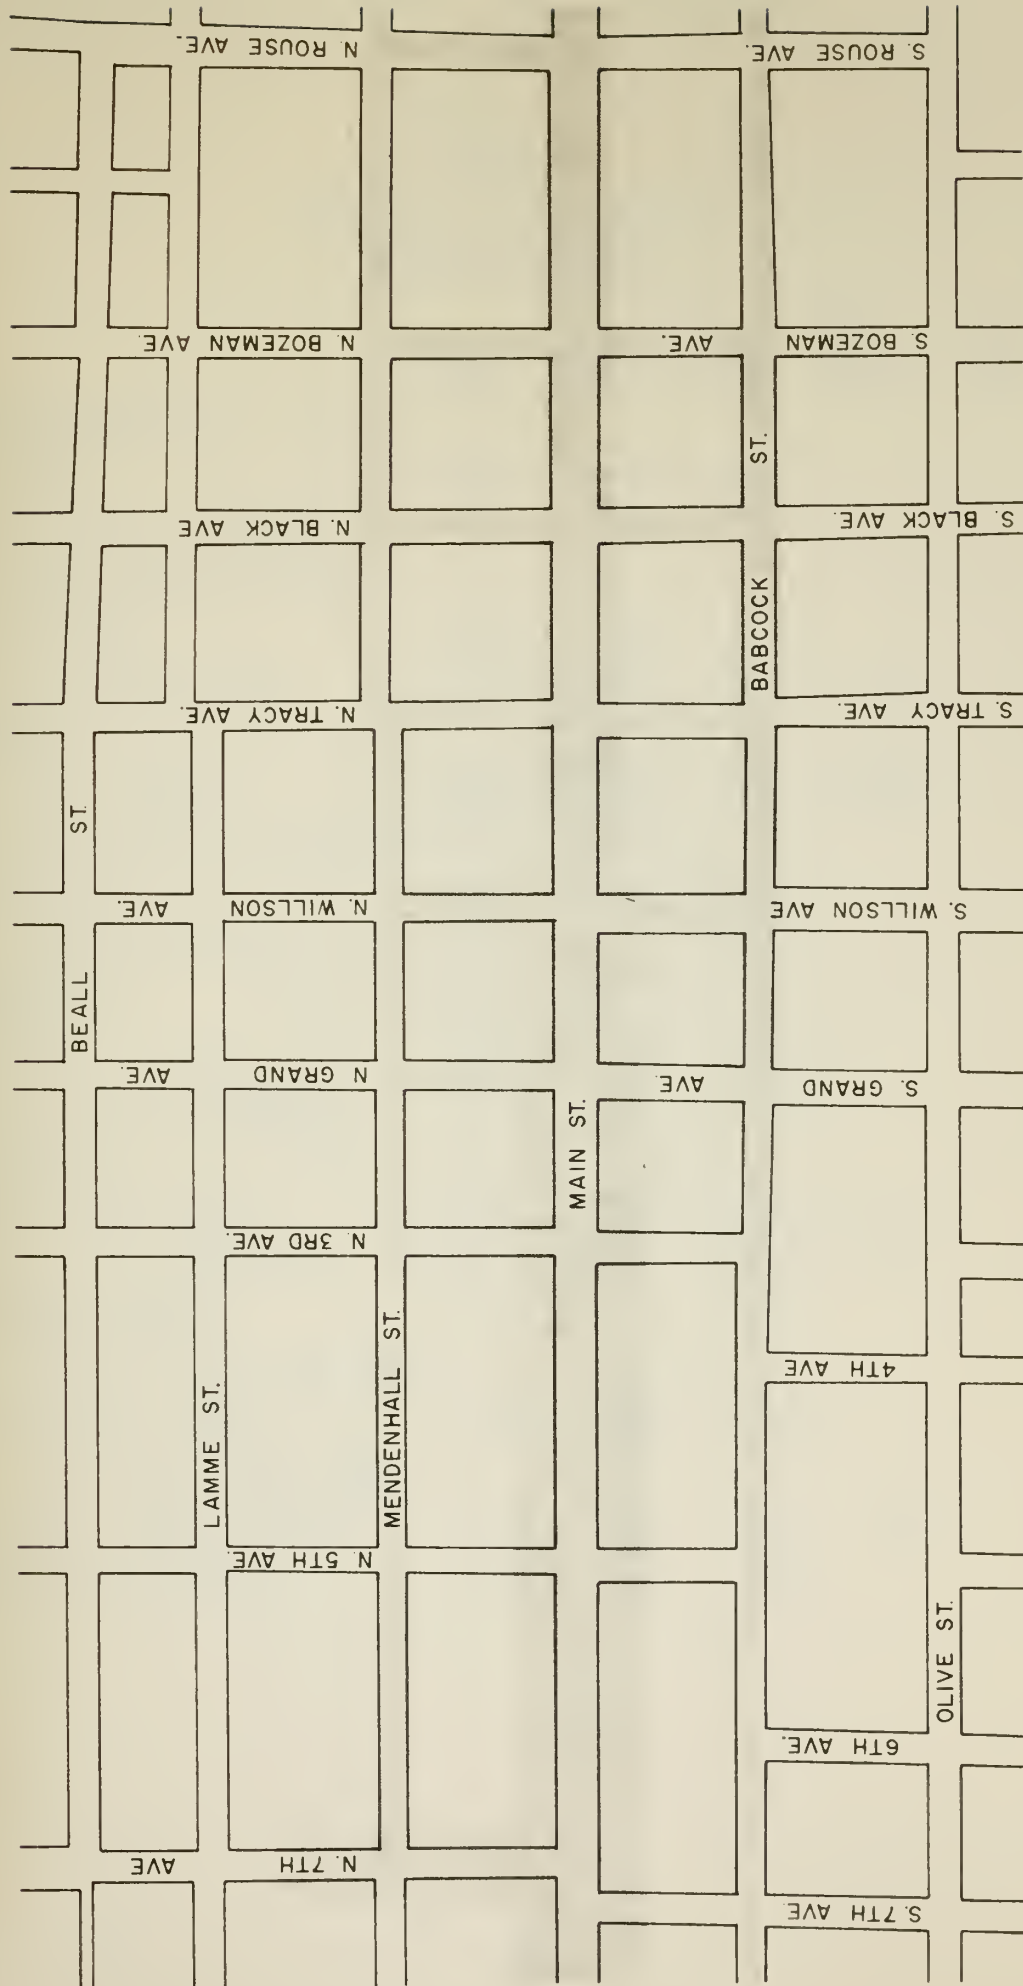 N. ROUSE AVE.
S. ROUSE AVE
N. BOZEMAN AVE.
S. BOZEMAN AVE.
N. BLACK AVE
S. BLACK AVE.
N. TRACY AVE.
S. TRACY AVE.
N. WILLSON AVE.
S. WILLSON AVE
N GRAND AVE.
S. GRAND AVE
N 3RD AVE.
4TH AVE
N 5TH AVE.
6TH AVE.
N. 7TH AVE
S. 7TH AVE
BEALL ST.
LAMME ST.
MENDENHALL ST.
MAIN ST.
BABCOCK ST.
OLIVE ST.